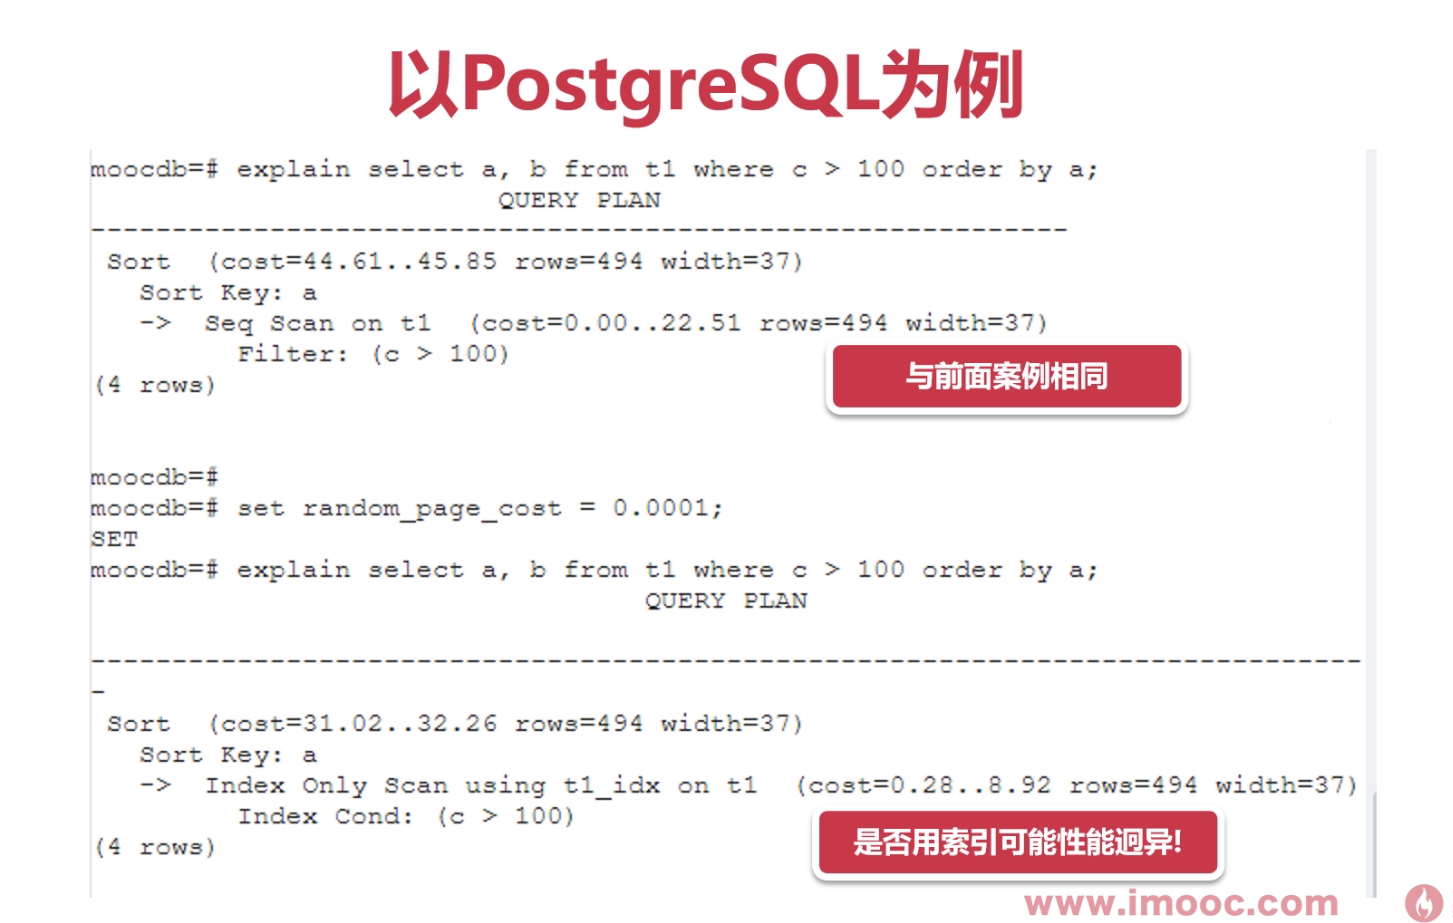 以PostgreSQL为例
moocdb=# explain select a, b from t1 where c > 100 order by a;
QUERY PLAN
------------------------------------------------------------
Sort  (cost=44.61..45.85 rows=494 width=37)
Sort Key: a
->  Seq Scan on t1  (cost=0.00..22.51 rows=494 width=37)
Filter: (c > 100)
与前面案例相同
(4 rows)
moocdb=#
moocdb=# set random_page_cost = 0.0001;
SET
moocdb=# explain select a, b from t1 where c > 100 order by a;
QUERY PLAN
------------------------------------------------------------------------------
-
Sort  (cost=31.02..32.26 rows=494 width=37)
Sort Key: a
->  Index Only Scan using t1_idx on t1  (cost=0.28..8.92 rows=494 width=37)
Index Cond: (c > 100)
是否用索引可能性能迥异!
(4 rows)
www.imooc.com